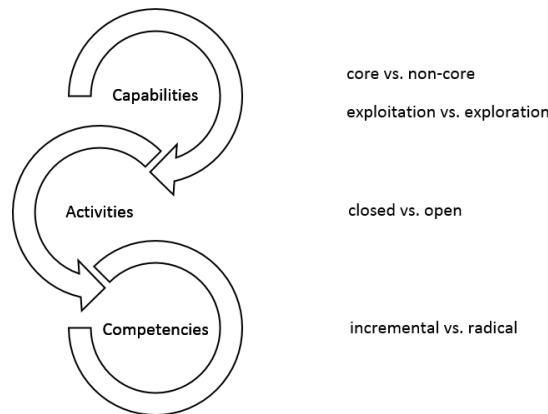 Capabilities
core vs. non-core
exploitation vs. exploration
Activities
closed vs. open
Competencies
incremental vs. radical